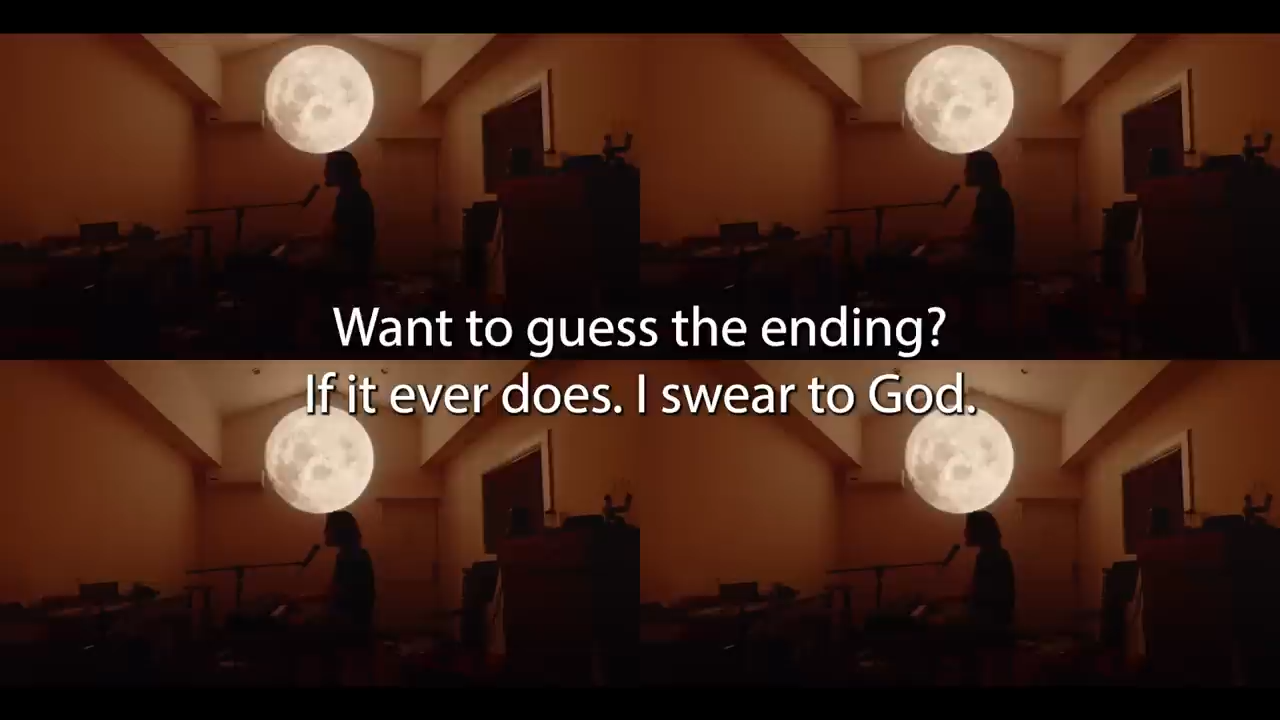 Want to guess the ending?
If it ever does. I swear to God.